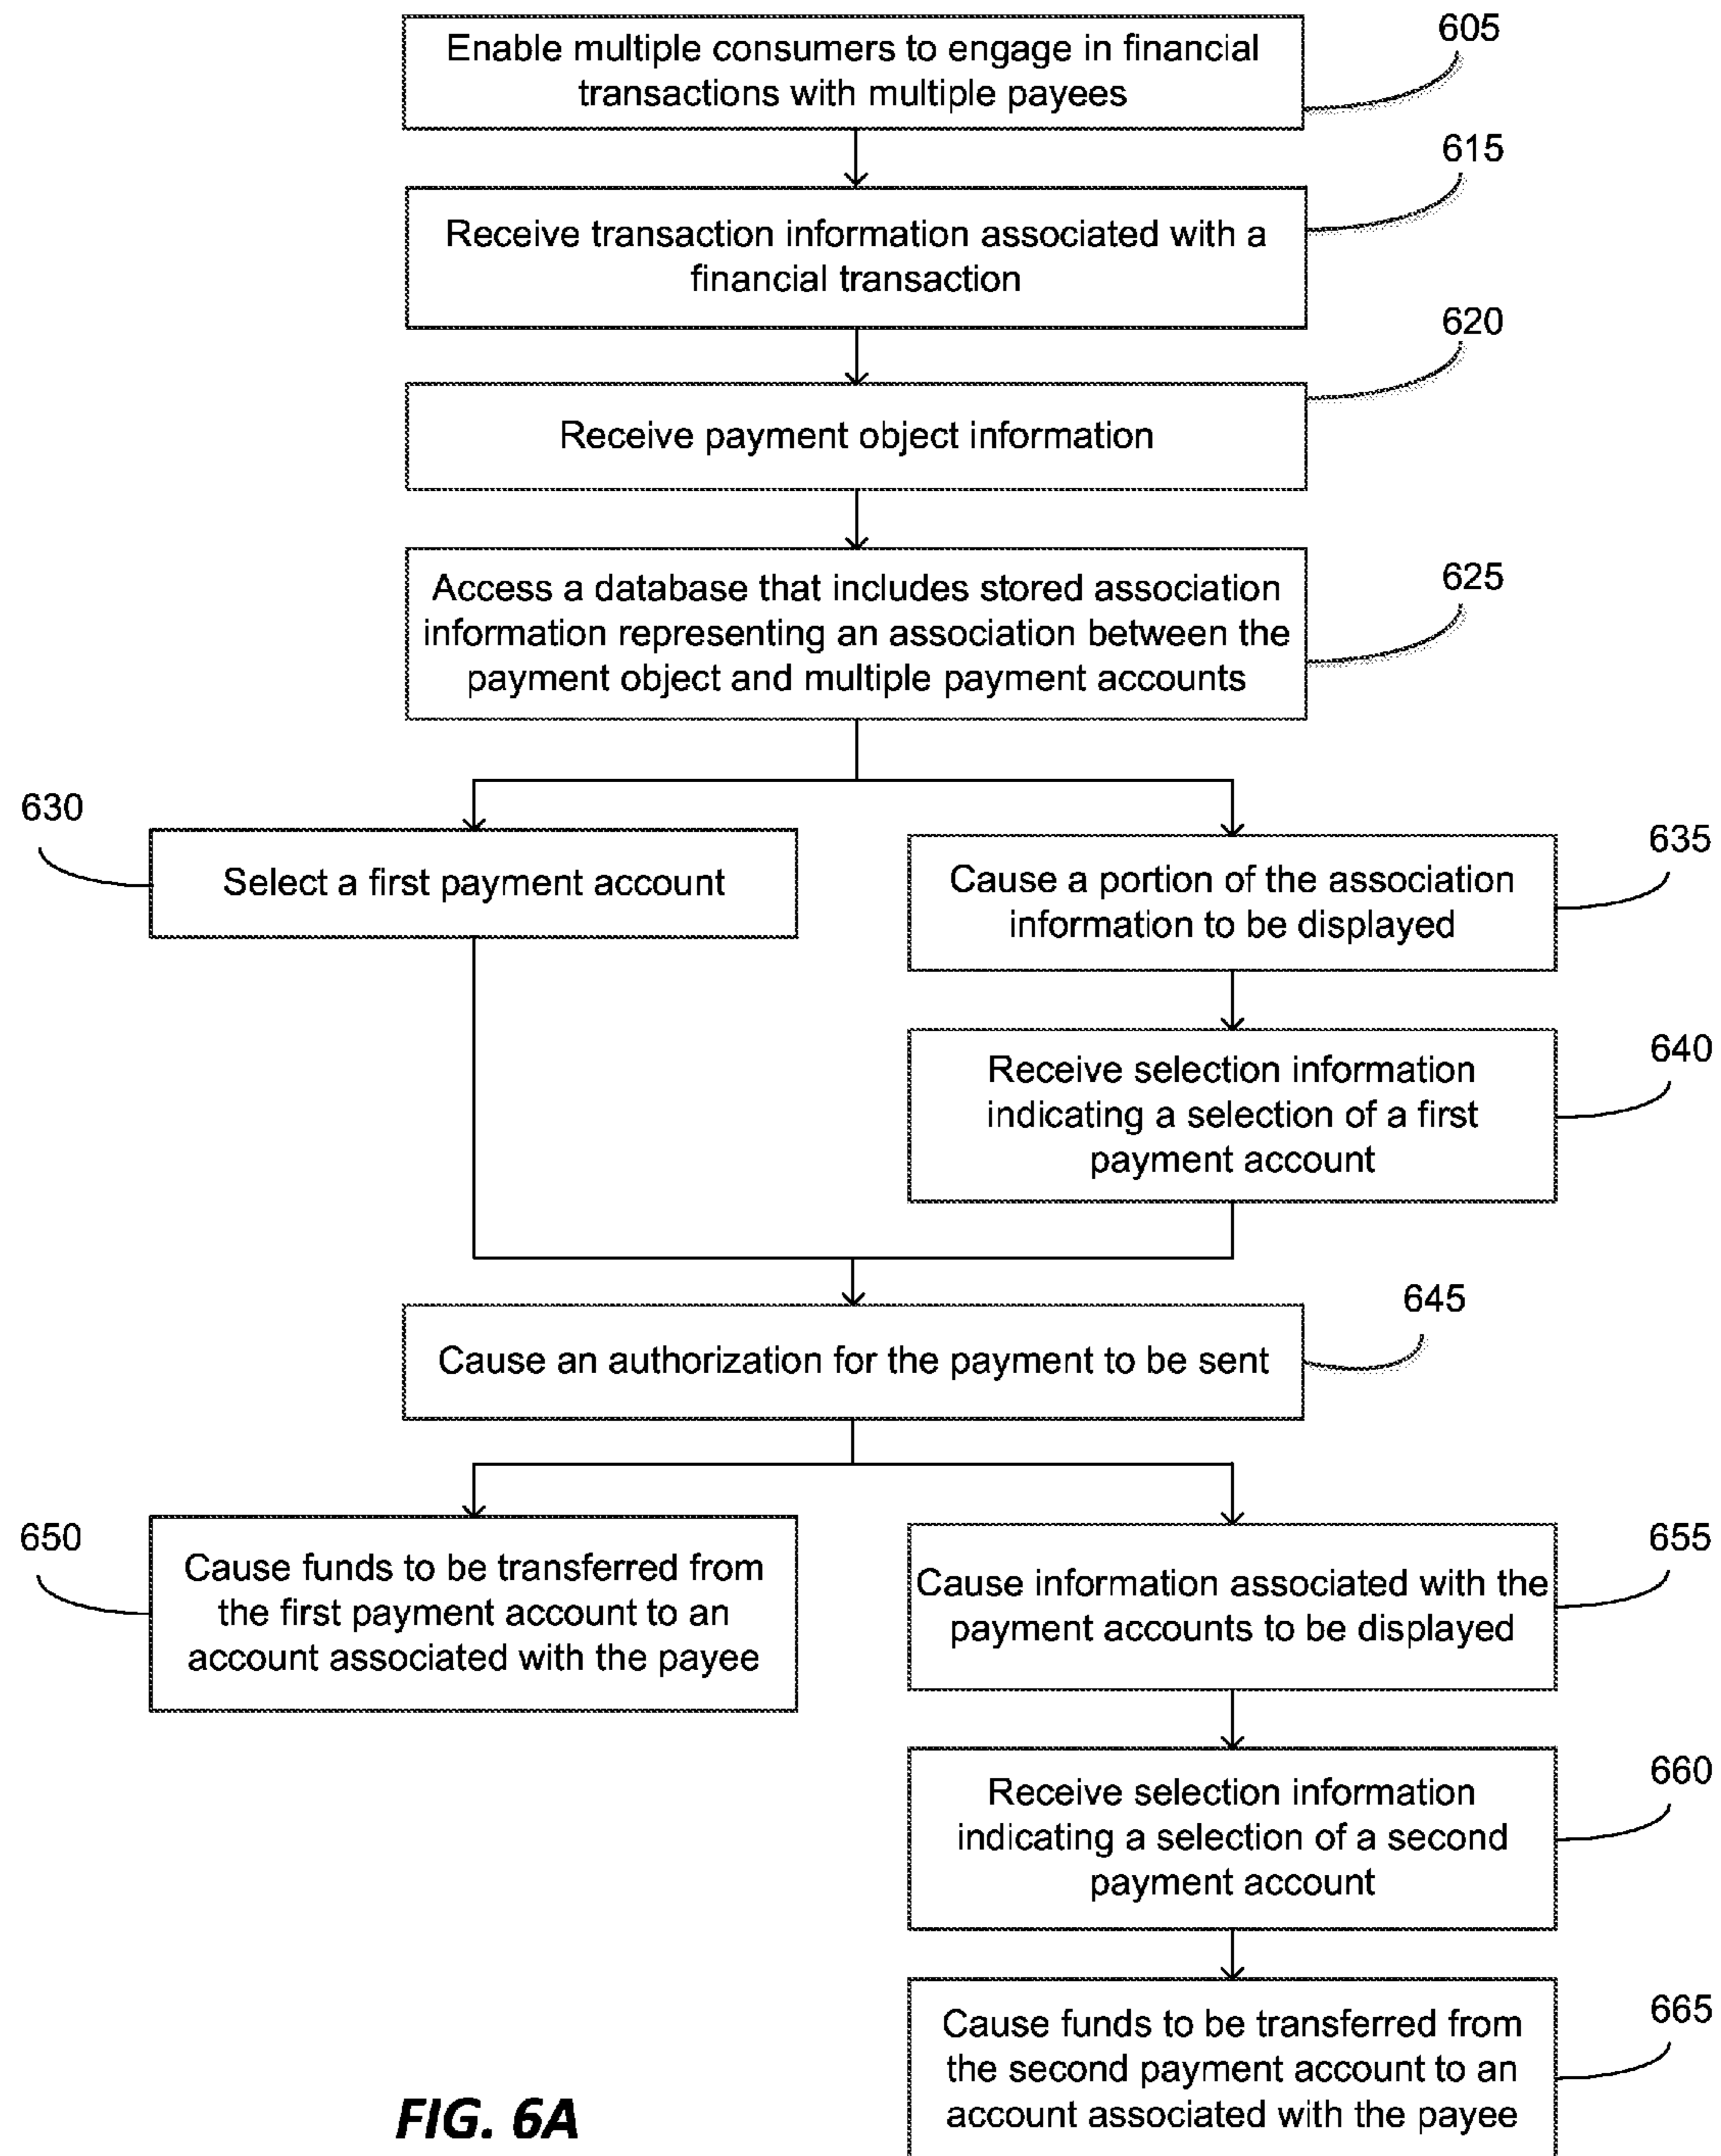 605
Enable multiple consumers to engage in financial
transactions with multiple payees
615
Receive transaction information associated with a
financial transaction
620
Receive payment object information
625
Access a database that includes stored association
information representing an association between the
payment object and multiple payment accounts
630
Select a first payment account
635
Cause a portion of the association
information to be displayed
640
Receive selection information
indicating a selection of a first
payment account
645
Cause an authorization for the payment to be sent
650
Cause funds to be transferred from
the first payment account to an
account associated with the payee
655
Cause information associated with the
payment accounts to be displayed
660
Receive selection information
indicating a selection of a second
payment account
665
Cause funds to be transferred from
the second payment account to an
account associated with the payee
FIG. 6A